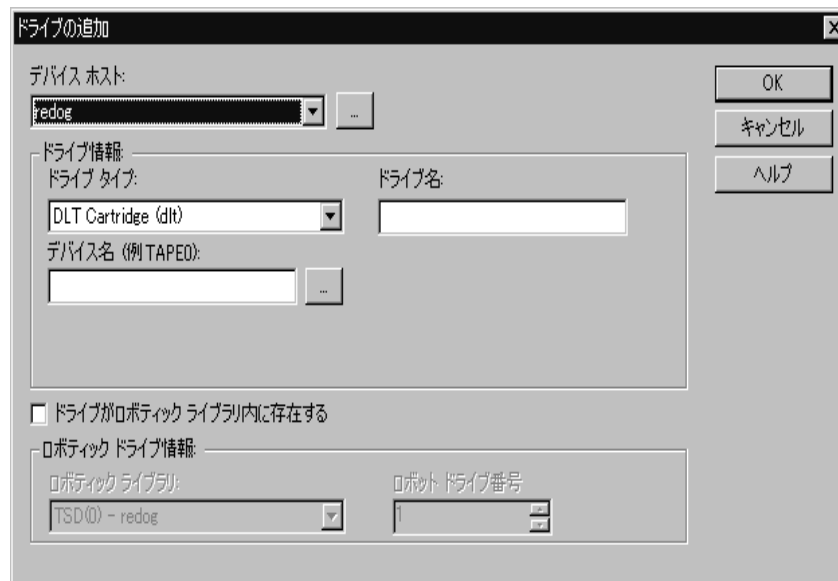 ドライブの追加
デバイス ホスト:
redog
...
OK
キャンセル
ヘルプ
ドライブ情報:
ドライブ タイプ:
ドライブ名:
DLT Cartridge (dlt)
デバイス名 (例 TAPE0):
...
ドライブがロボティック ライブラリ内に存在する
ロボティック ドライブ情報:
ロボティック ライブラリ:
ロボット ドライブ番号
TSD(0) - redog
1